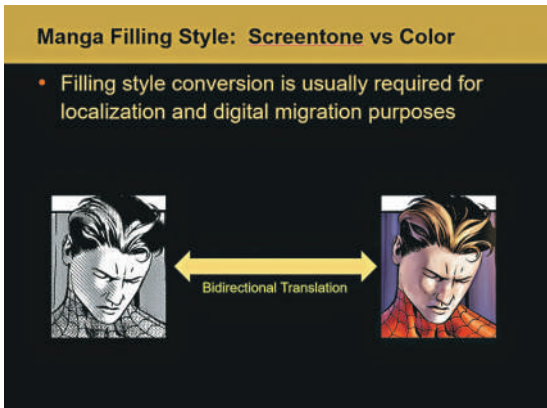 Manga Filling Style: Screentone vs Color
• Filling style conversion is usually required for
localization and digital migration purposes
Bidirectional Translation